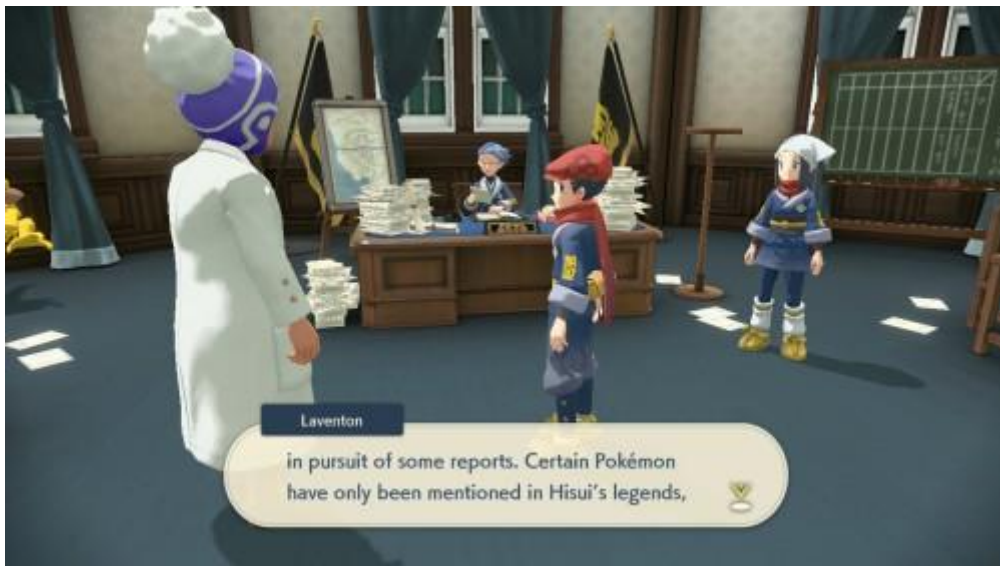 Laventon
in pursuit of some reports. Certain Pokémon
have only been mentioned in Hisui's legends,